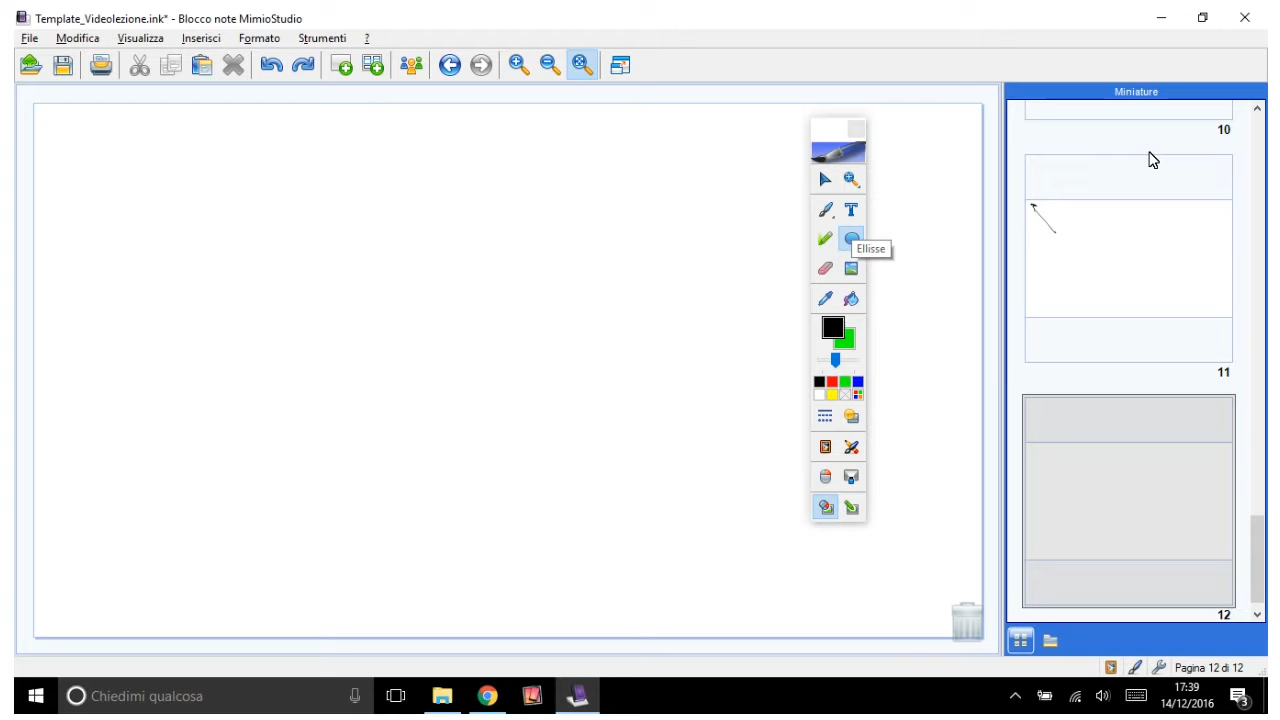 Template_Videolezione.ink* - Blocco note MimioStudio
File Modifica Visualizza Inserisci Formato Strumenti ?
Miniature
10
T
Ellisse
11
12
Pagina 12 di 12
Chiedimi qualcosa
17:39
14/12/2016
3